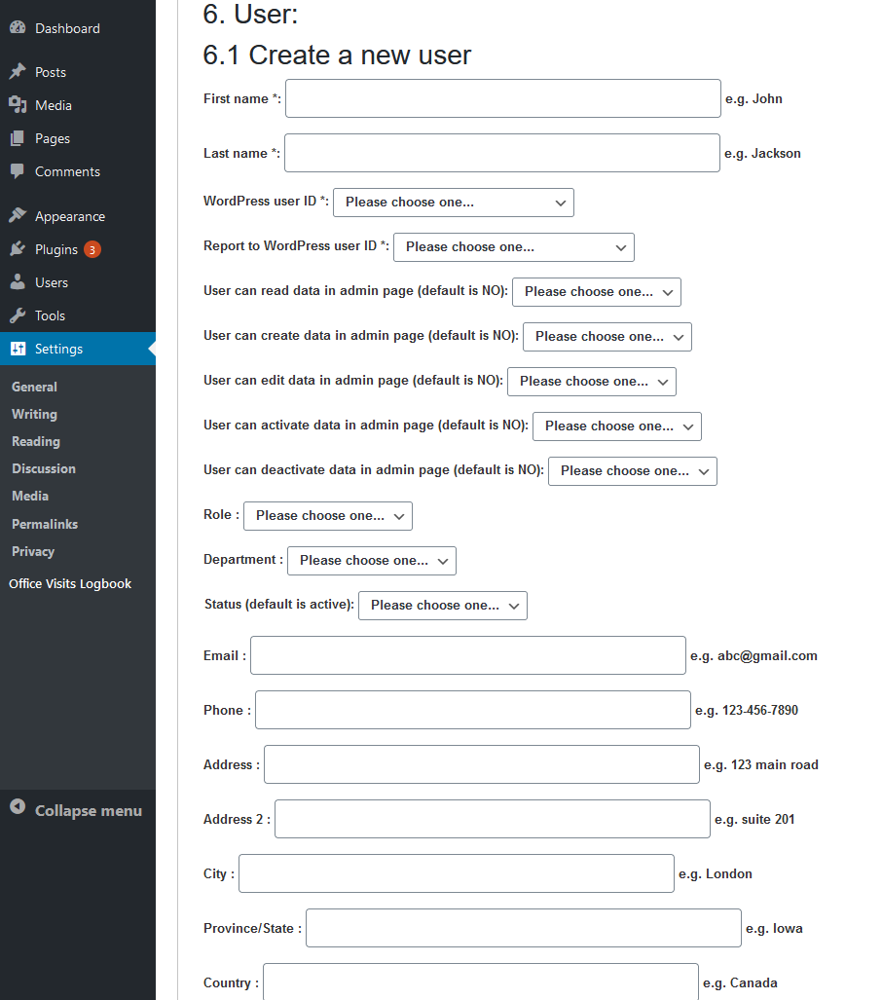 Dashboard
Posts
Media
Pages
Comments
Appearance
Plugins 3
Users
Tools
Settings
General
Writing
Reading
Discussion
Media
Permalinks
Privacy
Office Visits Logbook
Collapse menu
6. User:
6.1 Create a new user
First name *: e.g. John
Last name *: e.g. Jackson
WordPress user ID *: Please choose one...
Report to WordPress user ID *: Please choose one...
User can read data in admin page (default is NO): Please choose one...
User can create data in admin page (default is NO): Please choose one...
User can edit data in admin page (default is NO): Please choose one...
User can activate data in admin page (default is NO): Please choose one...
User can deactivate data in admin page (default is NO): Please choose one...
Role : Please choose one...
Department : Please choose one...
Status (default is active): Please choose one...
Email : e.g. abc@gmail.com
Phone : e.g. 123-456-7890
Address : e.g. 123 main road
Address 2 : e.g. suite 201
City : e.g. London
Province/State : e.g. Iowa
Country : e.g. Canada